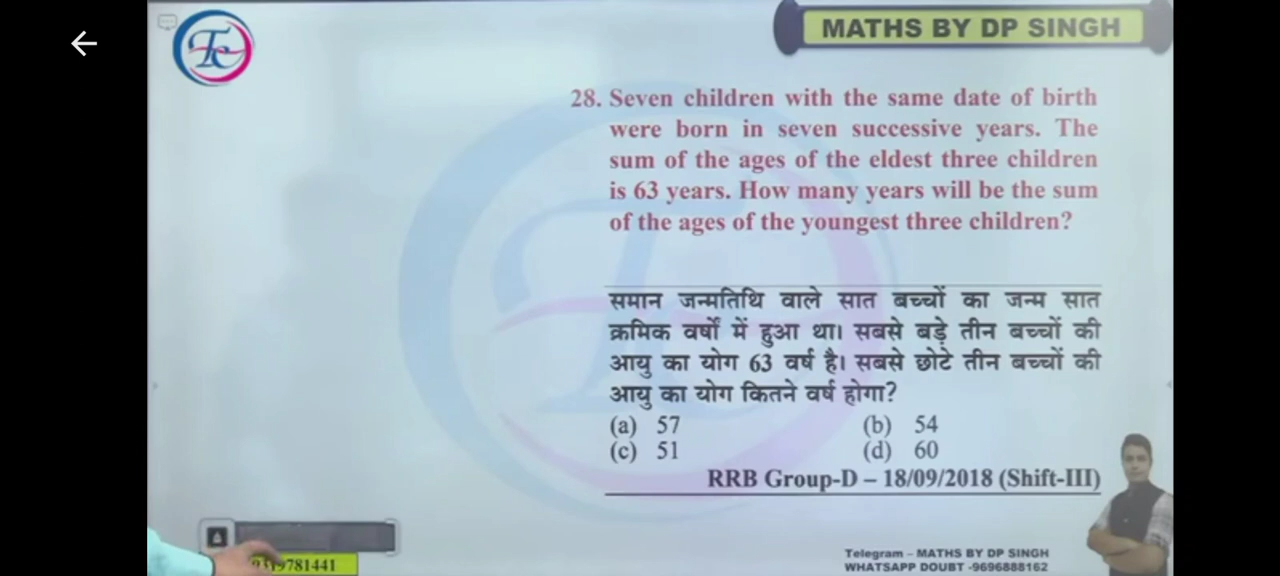 MATHS BY DP SINGH
28. Seven children with the same date of birth
were born in seven successive years. The
sum of the ages of the eldest three children
is 63 years. How many years will be the sum
of the ages of the youngest three children?
समान जन्मतिथि वाले सात बच्चों का जन्म सात
क्रमिक वर्षों में हुआ था। सबसे बड़े तीन बच्चों की
आयु का योग 63 वर्ष है। सबसे छोटे तीन बच्चों की
आयु का योग कितने वर्ष होगा?
(a) 57 (b) 54
(c) 51 (d) 60
RRB Group-D – 18/09/2018 (Shift-III)
9781441
Telegram – MATHS BY DP SINGH
WHATSAPP DOUBT -9696888162